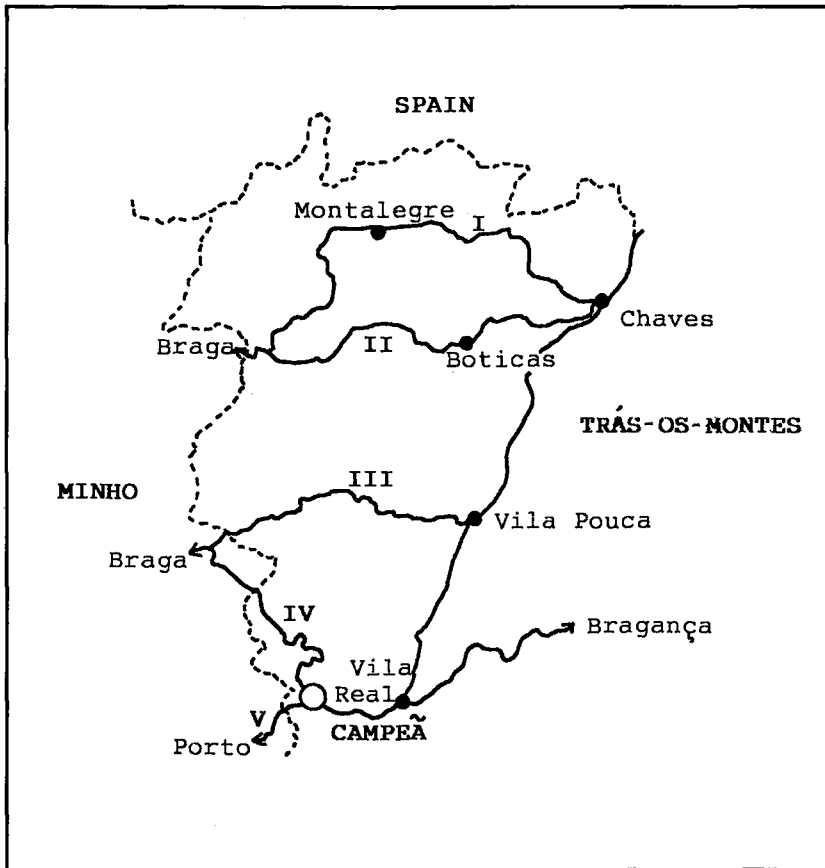 SPAIN
Montalegre
I
Chaves
Braga
II
Boticas
TRÁS-OS-MONTES
III
MINHO
Vila Pouca
Braga
IV
Bragança
Vila
Real
V
CAMPEÃ
Porto